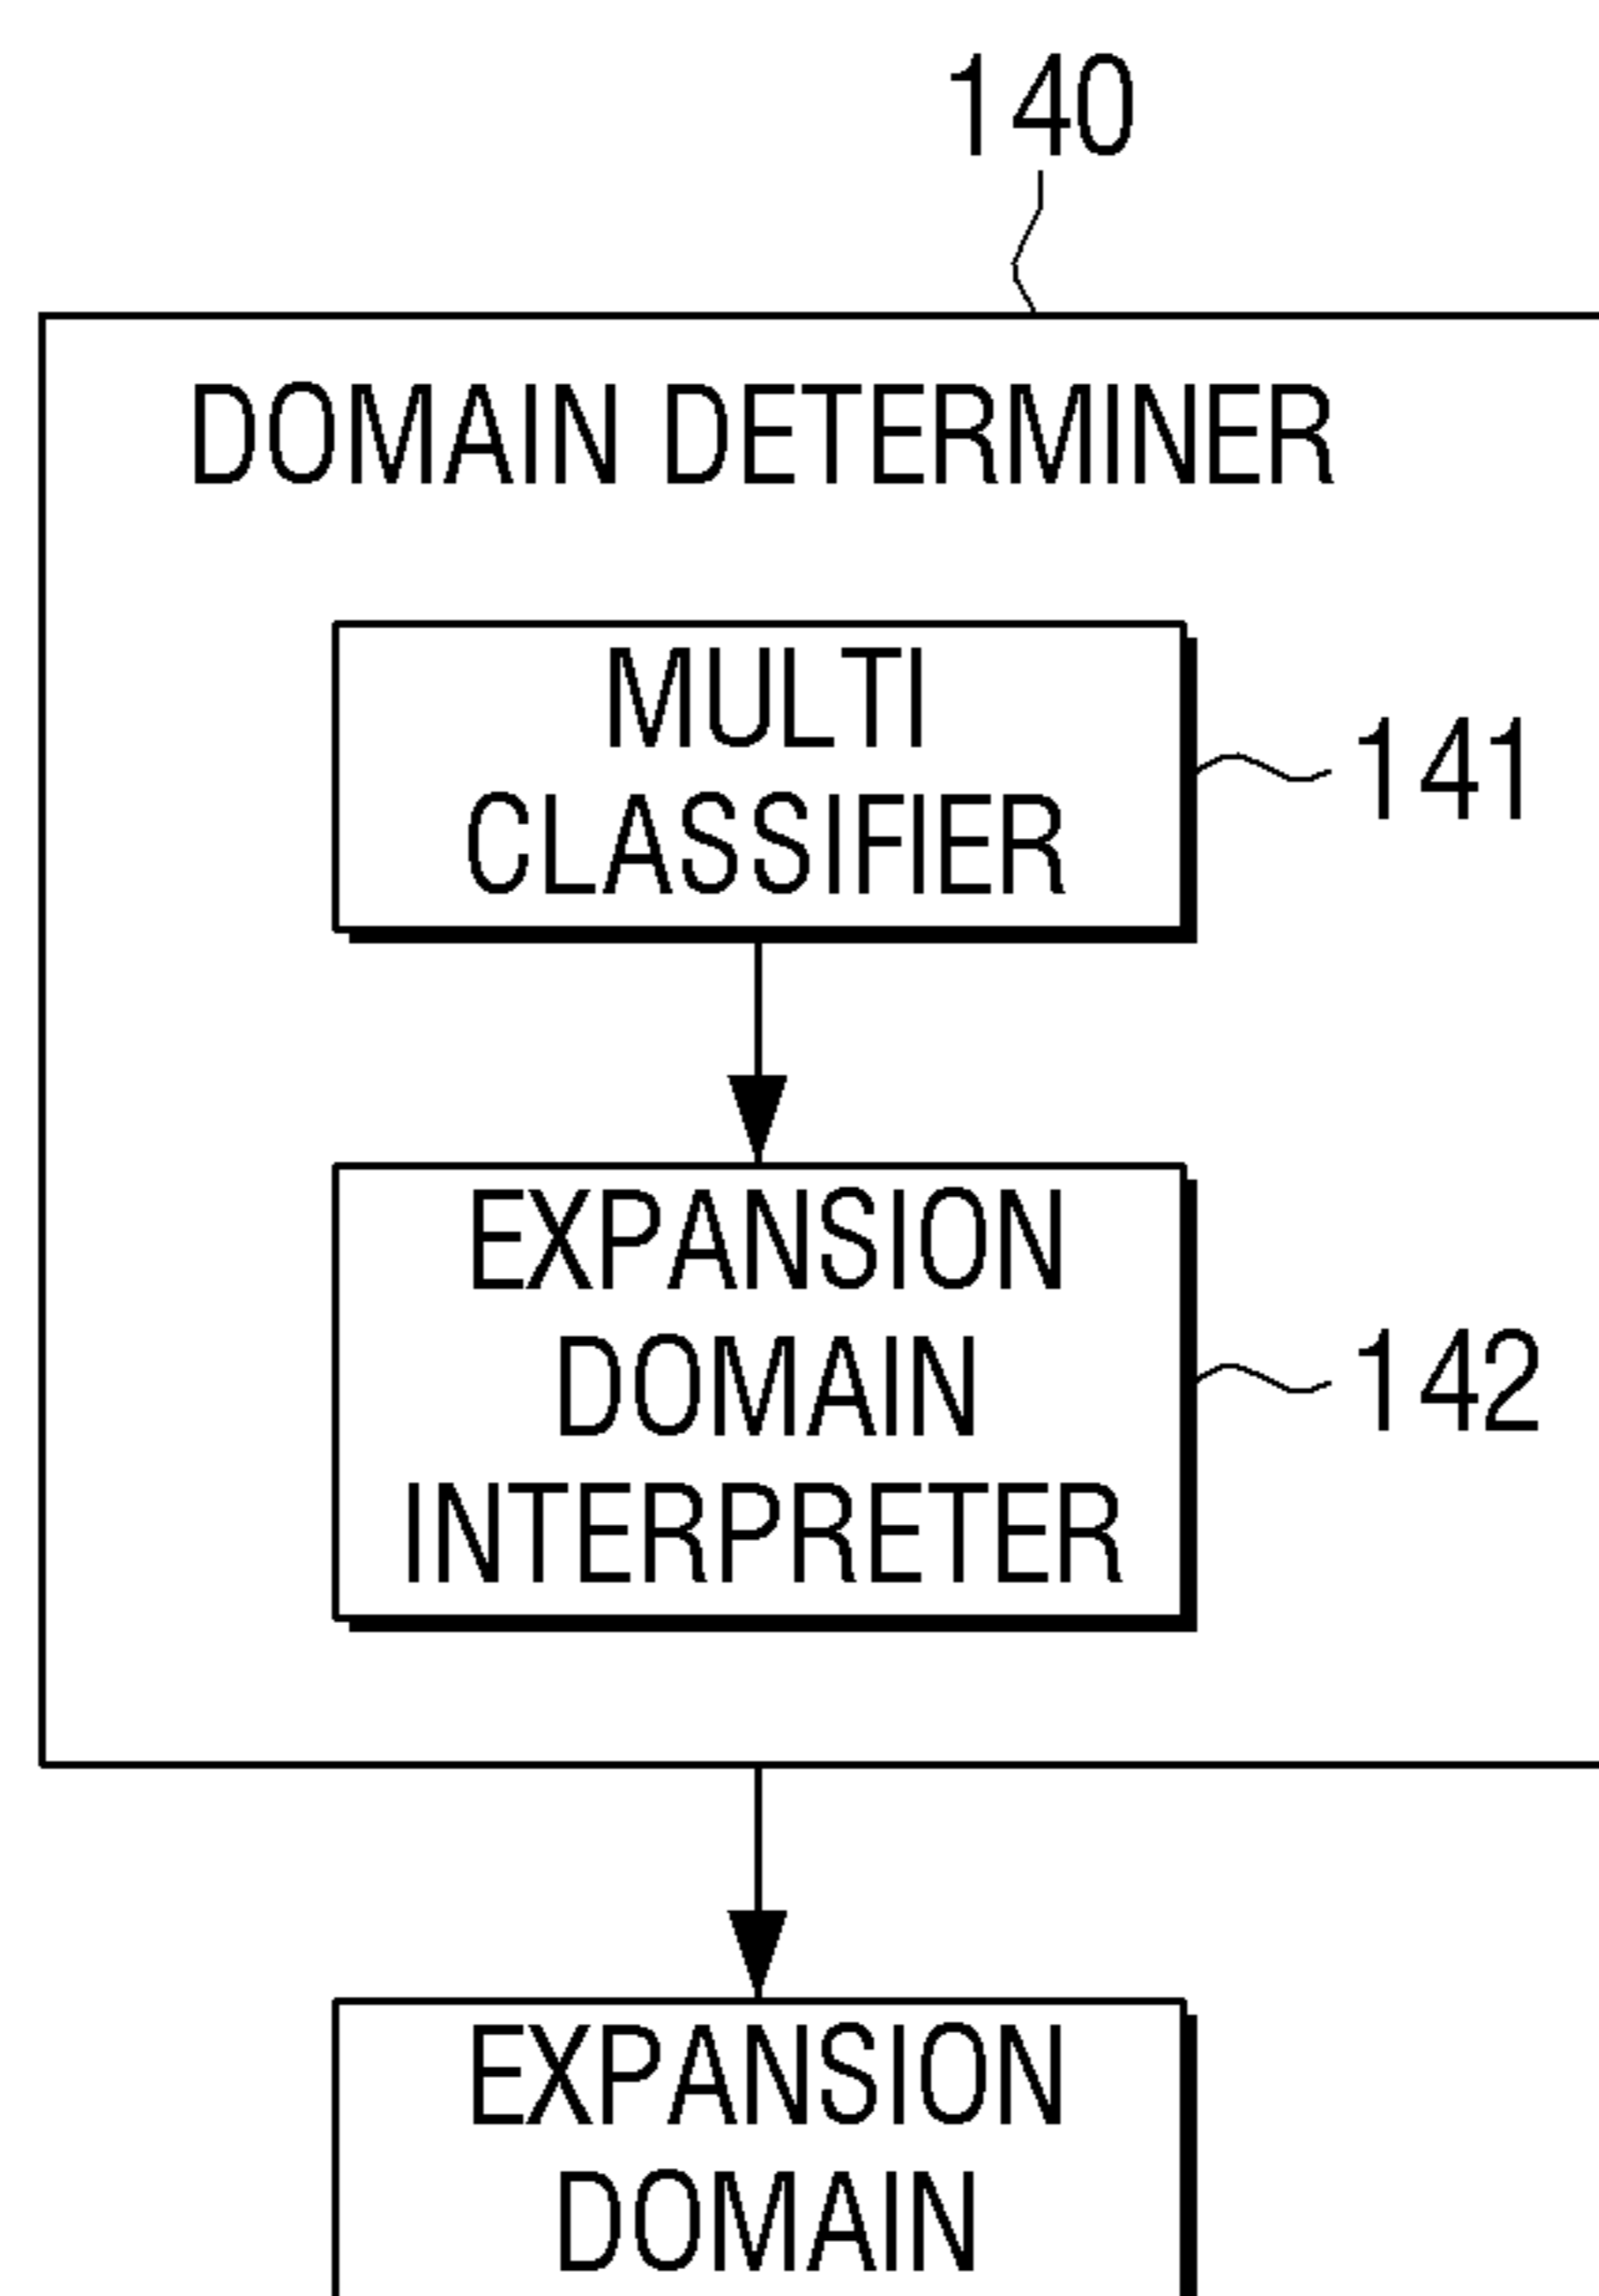 140
DOMAIN DETERMINER
MULTI
CLASSIFIER
141
EXPANSION
DOMAIN
INTERPRETER
142
EXPANSION
DOMAIN